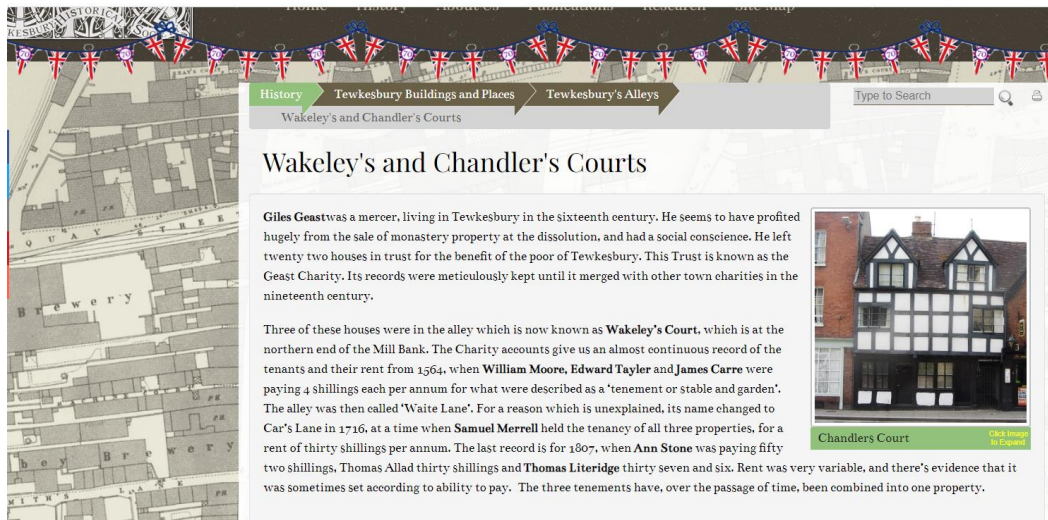 KESBURY HISTORICAL SOC
Home History About Us Publications Research Site Map
History Tewkesbury Buildings and Places Tewkesbury's Alleys
Type to Search
Wakeley's and Chandler's Courts
Wakeley's and Chandler's Courts
Giles Geastwas a mercer, living in Tewkesbury in the sixteenth century. He seems to have profited
hugely from the sale of monastery property at the dissolution, and had a social conscience. He left
twenty two houses in trust for the benefit of the poor of Tewkesbury. This Trust is known as the
Geast Charity. Its records were meticulously kept until it merged with other town charities in the
nineteenth century.
Three of these houses were in the alley which is now known as Wakeley's Court, which is at the
northern end of the Mill Bank. The Charity accounts give us an almost continuous record of the
tenants and their rent from 1564, when William Moore, Edward Tayler and James Carre were
paying 4 shillings each per annum for what were described as a 'tenement or stable and garden'.
The alley was then called 'Waite Lane'. For a reason which is unexplained, its name changed to
Car's Lane in 1716, at a time when Samuel Merrell held the tenancy of all three properties, for a
rent of thirty shillings per annum. The last record is for 1807, when Ann Stone was paying fifty
two shillings, Thomas Allad thirty shillings and Thomas Literidge thirty seven and six. Rent was very variable, and there's evidence that it
was sometimes set according to ability to pay. The three tenements have, over the passage of time, been combined into one property.
Chandlers Court
Click Image
to Expand
QUAY STREET
Brewery
bbey Brewery
SMITH'S LANE